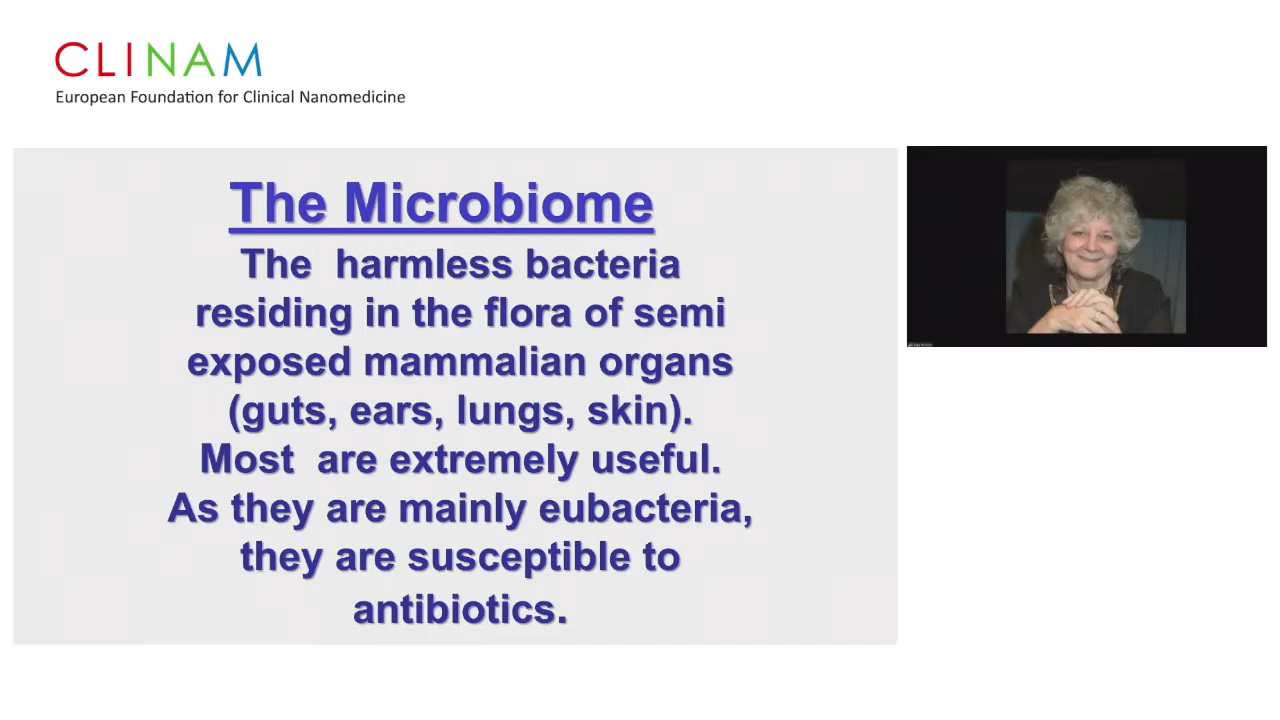 CLINAM
European Foundation for Clinical Nanomedicine
The Microbiome
The harmless bacteria
residing in the flora of semi
exposed mammalian organs
(guts, ears, lungs, skin).
Most are extremely useful.
As they are mainly eubacteria,
they are susceptible to
antibiotics.